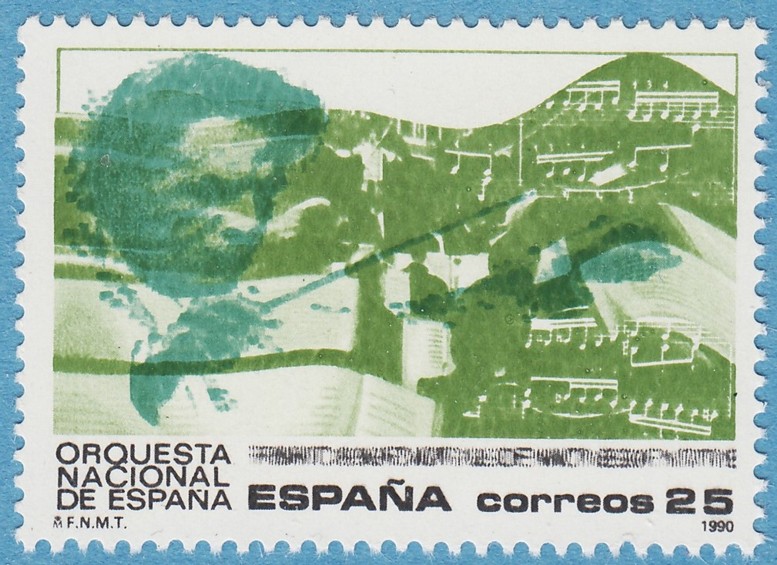 ORQUESTA
NACIONAL
DE ESPAÑA
ESPAÑA correos 25
F.N.M.T.
1990